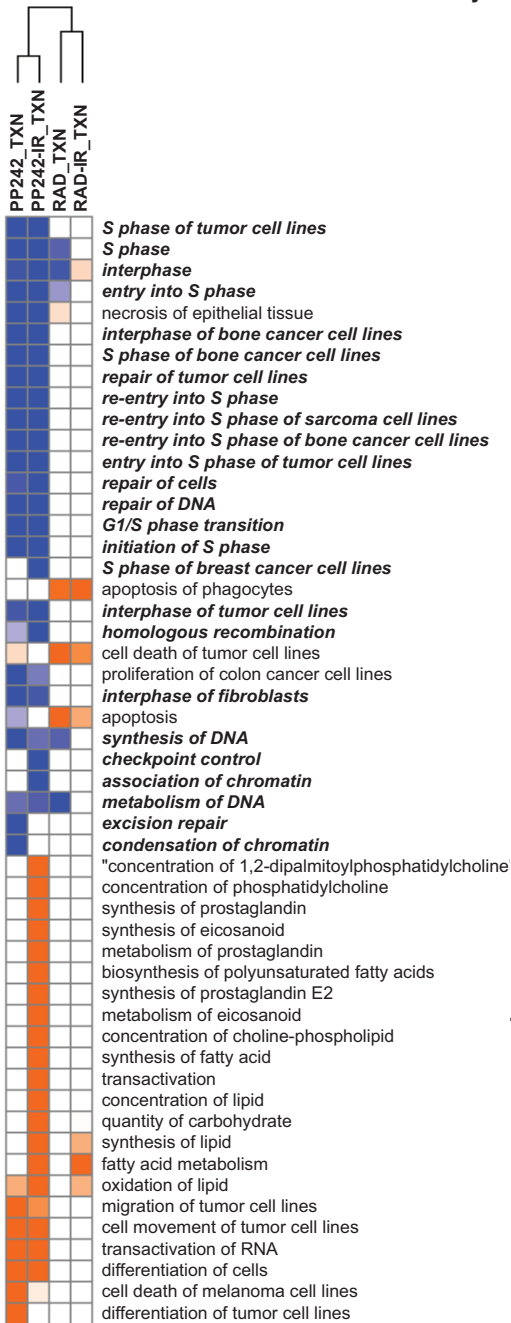 PP242_TXN
PP242-IR_TXN
RAD_TXN
RAD-IR_TXN
S phase of tumor cell lines
S phase
interphase
entry into S phase
necrosis of epithelial tissue
interphase of bone cancer cell lines
S phase of bone cancer cell lines
repair of tumor cell lines
re-entry into S phase
re-entry into S phase of sarcoma cell lines
re-entry into S phase of bone cancer cell lines
entry into S phase of tumor cell lines
repair of cells
repair of DNA
G1/S phase transition
initiation of S phase
S phase of breast cancer cell lines
apoptosis of phagocytes
interphase of tumor cell lines
homologous recombination
cell death of tumor cell lines
proliferation of colon cancer cell lines
interphase of fibroblasts
apoptosis
synthesis of DNA
checkpoint control
association of chromatin
metabolism of DNA
excision repair
condensation of chromatin
"concentration of 1,2-dipalmitoylphosphatidylcholine"
concentration of phosphatidylcholine
synthesis of prostaglandin
synthesis of eicosanoid
metabolism of prostaglandin
biosynthesis of polyunsaturated fatty acids
synthesis of prostaglandin E2
metabolism of eicosanoid
concentration of choline-phospholipid
synthesis of fatty acid
transactivation
concentration of lipid
quantity of carbohydrate
synthesis of lipid
fatty acid metabolism
oxidation of lipid
migration of tumor cell lines
cell movement of tumor cell lines
transactivation of RNA
differentiation of cells
cell death of melanoma cell lines
differentiation of tumor cell lines